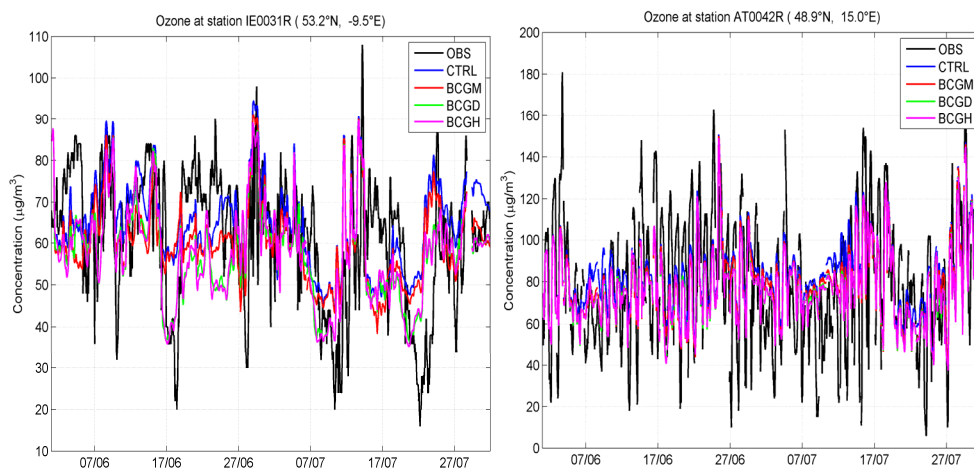 Ozone at station IE0031R ( 53.2°N, -9.5°E)
110
100
90
80
70
60
50
40
30
20
10
Concentration (μg/m³)
07/06 17/06 27/06 07/07 17/07 27/07
OBS
CTRL
BCGM
BCGD
BCGH
Ozone at station AT0042R ( 48.9°N, 15.0°E)
200
180
160
140
120
100
80
60
40
20
0
Concentration (μg/m³)
07/06 17/06 27/06 07/07 17/07 27/07
OBS
CTRL
BCGM
BCGD
BCGH